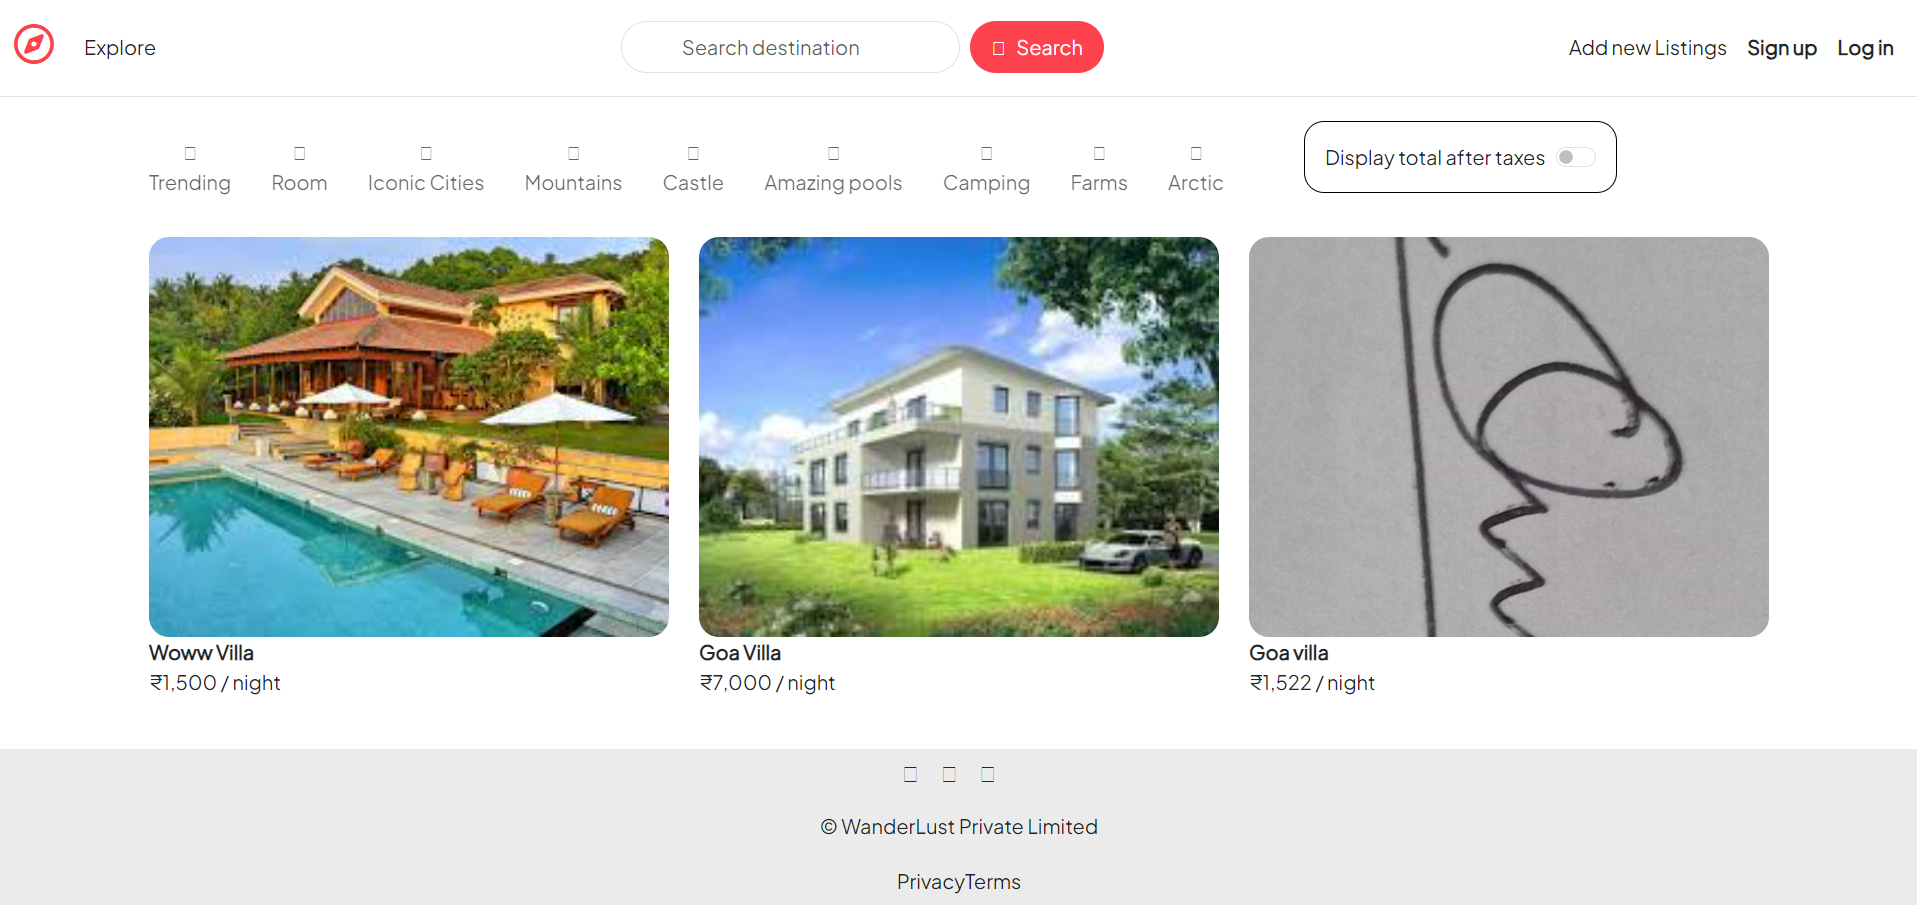 Explore
Search destination
Search
Add new Listings Sign up Log in
Trending Room Iconic Cities Mountains Castle Amazing pools Camping Farms Arctic
Display total after taxes
Woww Villa
₹1,500 / night
Goa Villa
₹7,000 / night
Goa villa
₹1,522 / night
© WanderLust Private Limited
PrivacyTerms